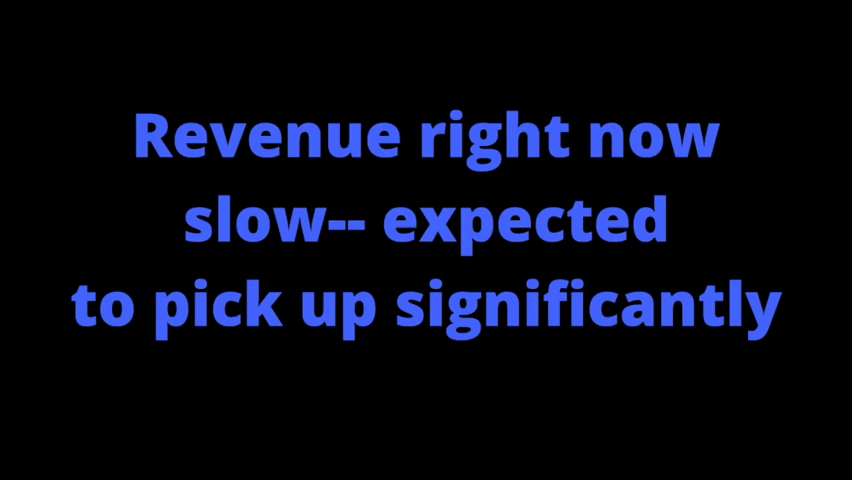 Revenue right now
slow-- expected
to pick up significantly